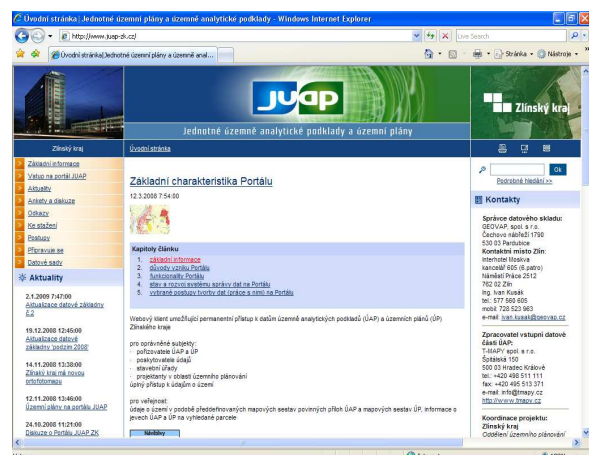 Úvodní stránka| Jednotné územní plány a územně analytické podklady - Windows Internet Explorer
http://www.juap-zk.cz/
Live Search
Úvodní stránka|Jednotné územní plány a územně anal...
Stránka
Nástroje
JUAP
Jednotné územně analytické podklady a územní plány
Zlínský kraj
Zlínský kraj
Úvodní stránka
Základní informace
Vstup na portál JUAP
Aktuality
Ankety a diskuze
Odkazy
Ke stažení
Postupy
Připravuje se
Datové sady
Aktuality
2.1.2009 7:47:00
Aktualizace datové základny
č.2
19.12.2008 12:45:00
Aktualizace datové
základny 'podzim 2008'
14.11.2008 13:38:00
Zlínský kraj má novou
ortofotomapu
12.11.2008 13:46:00
Územní plány na portálu JUAP
24.10.2008 11:21:00
Diskuze o Portálu JUAP ZK
Základní charakteristika Portálu
12.3.2008 7:54:00
Kapitoly článku
1. základní informace
2. důvody vzniku Portálu
3. funkcionality Portálu
4. stav a rozvoj systému správy dat na Portálu
5. vybrané postupy tvorby dat (práce s nimi) na Portálu
Webový klient umožňující permanentní přístup k datům územně analytických podkladů (ÚAP) a územních plánů (ÚP)
Zlínského kraje
pro oprávněné subjekty:
· pořizovatele ÚAP a ÚP
· poskytovatele údajů
· stavební úřady
· projektanty v oblasti územního plánování
úplný přístup k údajům o území
pro veřejnost:
údaje o území v podobě předdefinovaných mapových sestav povinných příloh ÚAP a mapových sestav ÚP, informace o
jevech ÚAP a ÚP na vyhledané parcele
Návštěvy
Ok
Podrobné hledání >>
Kontakty
Správce datového skladu:
GEOVAP, spol. s r.o.
Čechovo nábřeží 1790
530 03 Pardubice
Kontaktní místo Zlín:
Interhotel Moskva
kancelář 605 (6.patro)
Náměstí Práce 2512
762 02 Zlín
Ing. Ivan Kusák
tel.: 577 560 605
mobil: 728 523 963
e-mail: ivan.kusak@geovap.cz
Zpracovatel vstupní datové
části ÚAP:
T-MAPY spol. s r.o.
Špitálská 150
500 03 Hradec Králové
tel.: +420 498 511 111
fax: +420 495 513 371
e-mail: info@tmapy.cz
http://www.tmapy.cz
Koordinace projektu:
Zlínský kraj
Oddělení územního plánování